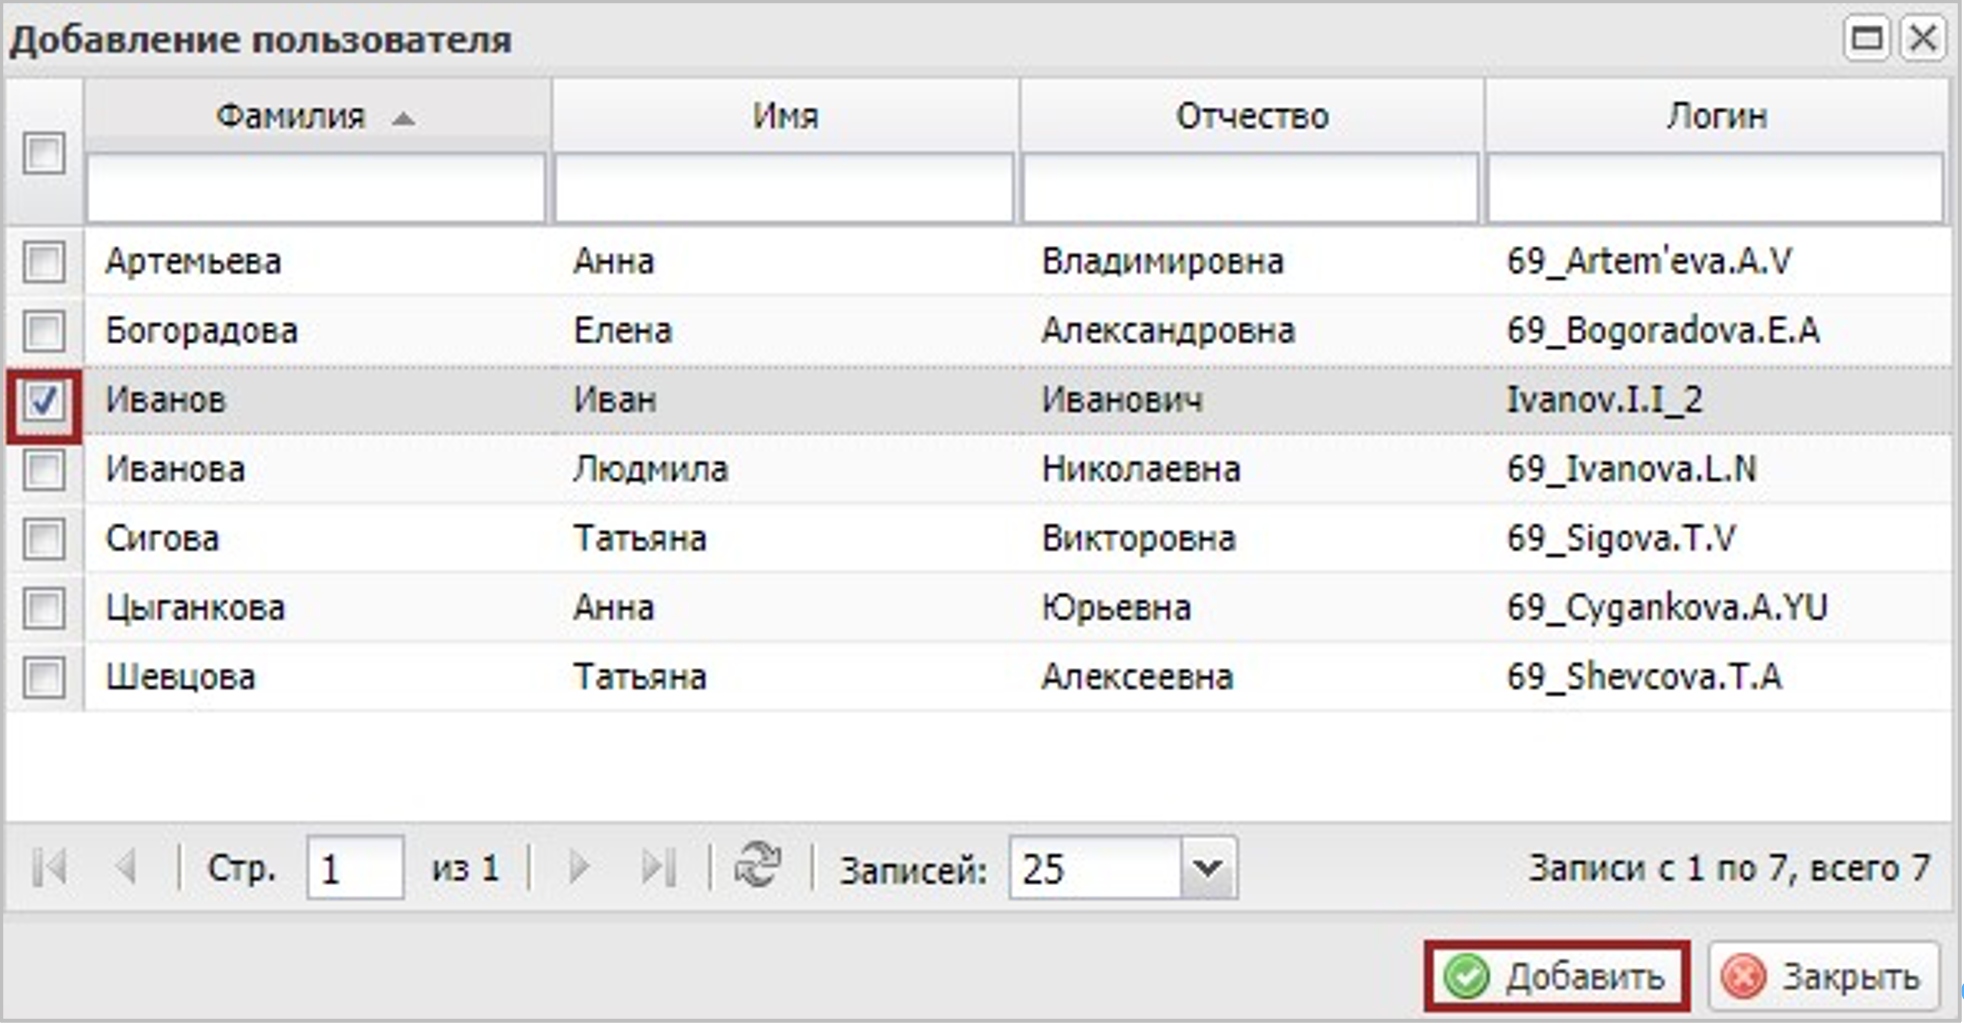 Добавление пользователя
Фамилия Имя Отчество Логин
Артемьева Анна Владимировна 69_Artem'eva.A.V
Богорадова Елена Александровна 69_Bogoradova.E.A
Иванов Иван Иванович Ivanov.I.I_2
Иванова Людмила Николаевна 69_Ivanova.L.N
Сигова Татьяна Викторовна 69_Sigova.T.V
Цыганкова Анна Юрьевна 69_Cygankova.A.YU
Шевцова Татьяна Алексеевна 69_Shevcova.T.A
Стр. 1 из 1 Записей: 25 Записи с 1 по 7, всего 7
Добавить Закрыть